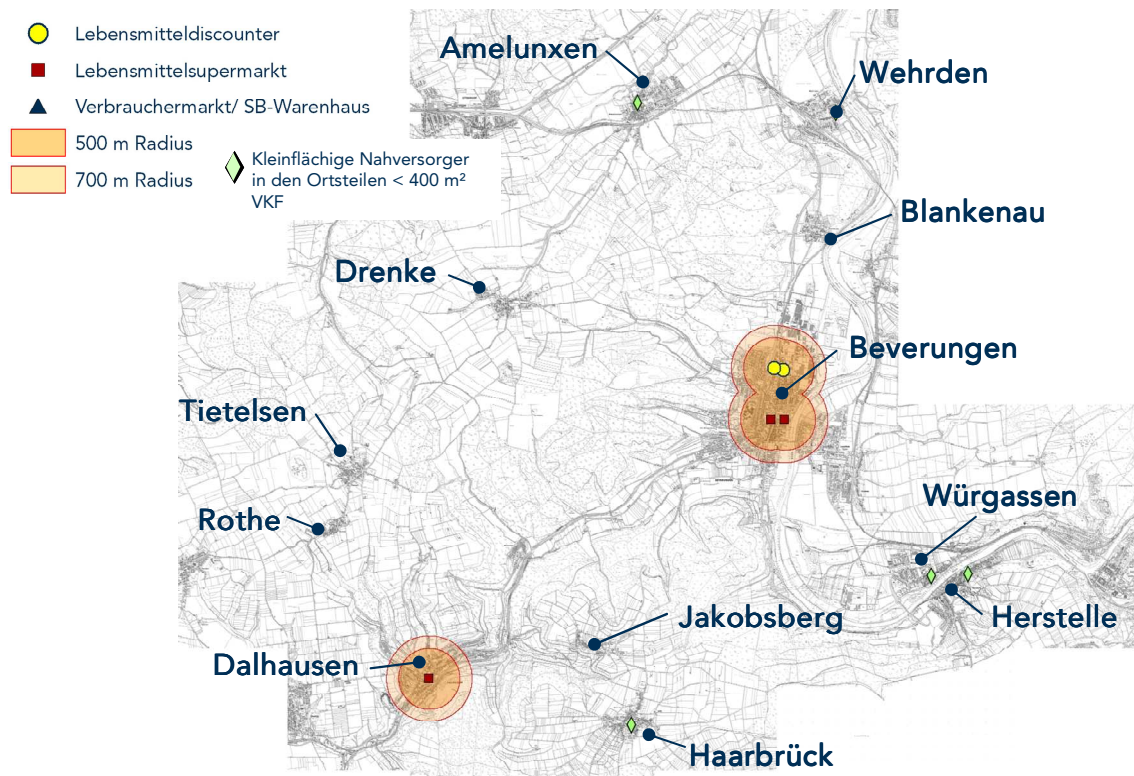 Lebensmitteldiscounter
Lebensmittelsupermarkt
Verbrauchermarkt/ SB-Warenhaus
500 m Radius
700 m Radius
Kleinflächige Nahversorger
in den Ortsteilen < 400 m²
VKF
Amelunxen
Wehrden
Blankenau
Drenke
Beverungen
Tietelsen
Würgassen
Rothe
Jakobsberg
Herstelle
Dalhausen
Haarbrück